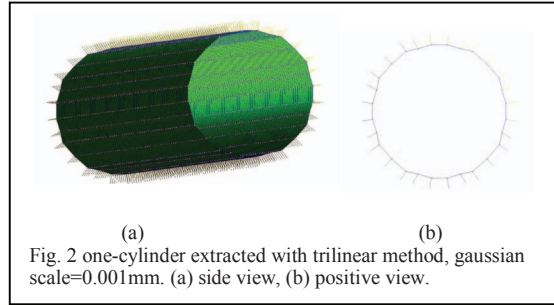 (a) (b)
Fig. 2 one-cylinder extracted with trilinear method, gaussian
scale=0.001mm. (a) side view, (b) positive view.